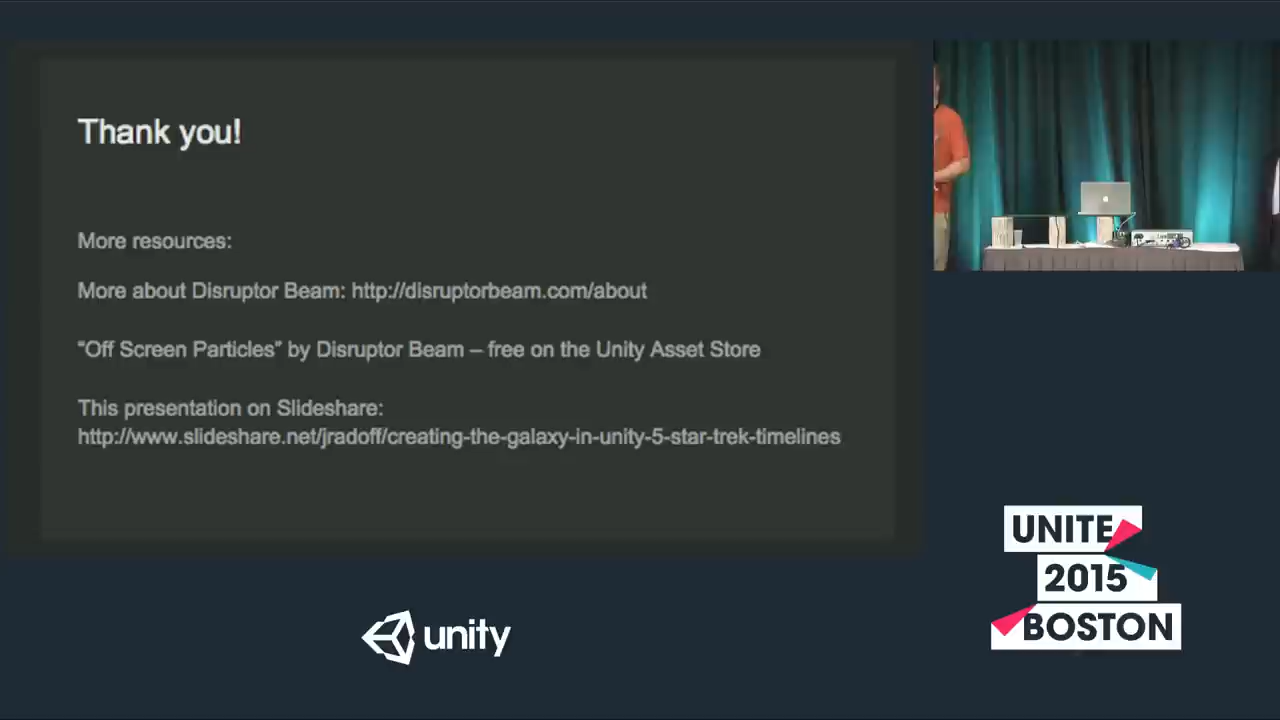 Thank you!
More resources:
More about Disruptor Beam: http://disruptorbeam.com/about
“Off Screen Particles” by Disruptor Beam – free on the Unity Asset Store
This presentation on Slideshare:
http://www.slideshare.net/jradoff/creating-the-galaxy-in-unity-5-star-trek-timelines
unity
UNITE
2015
BOSTON